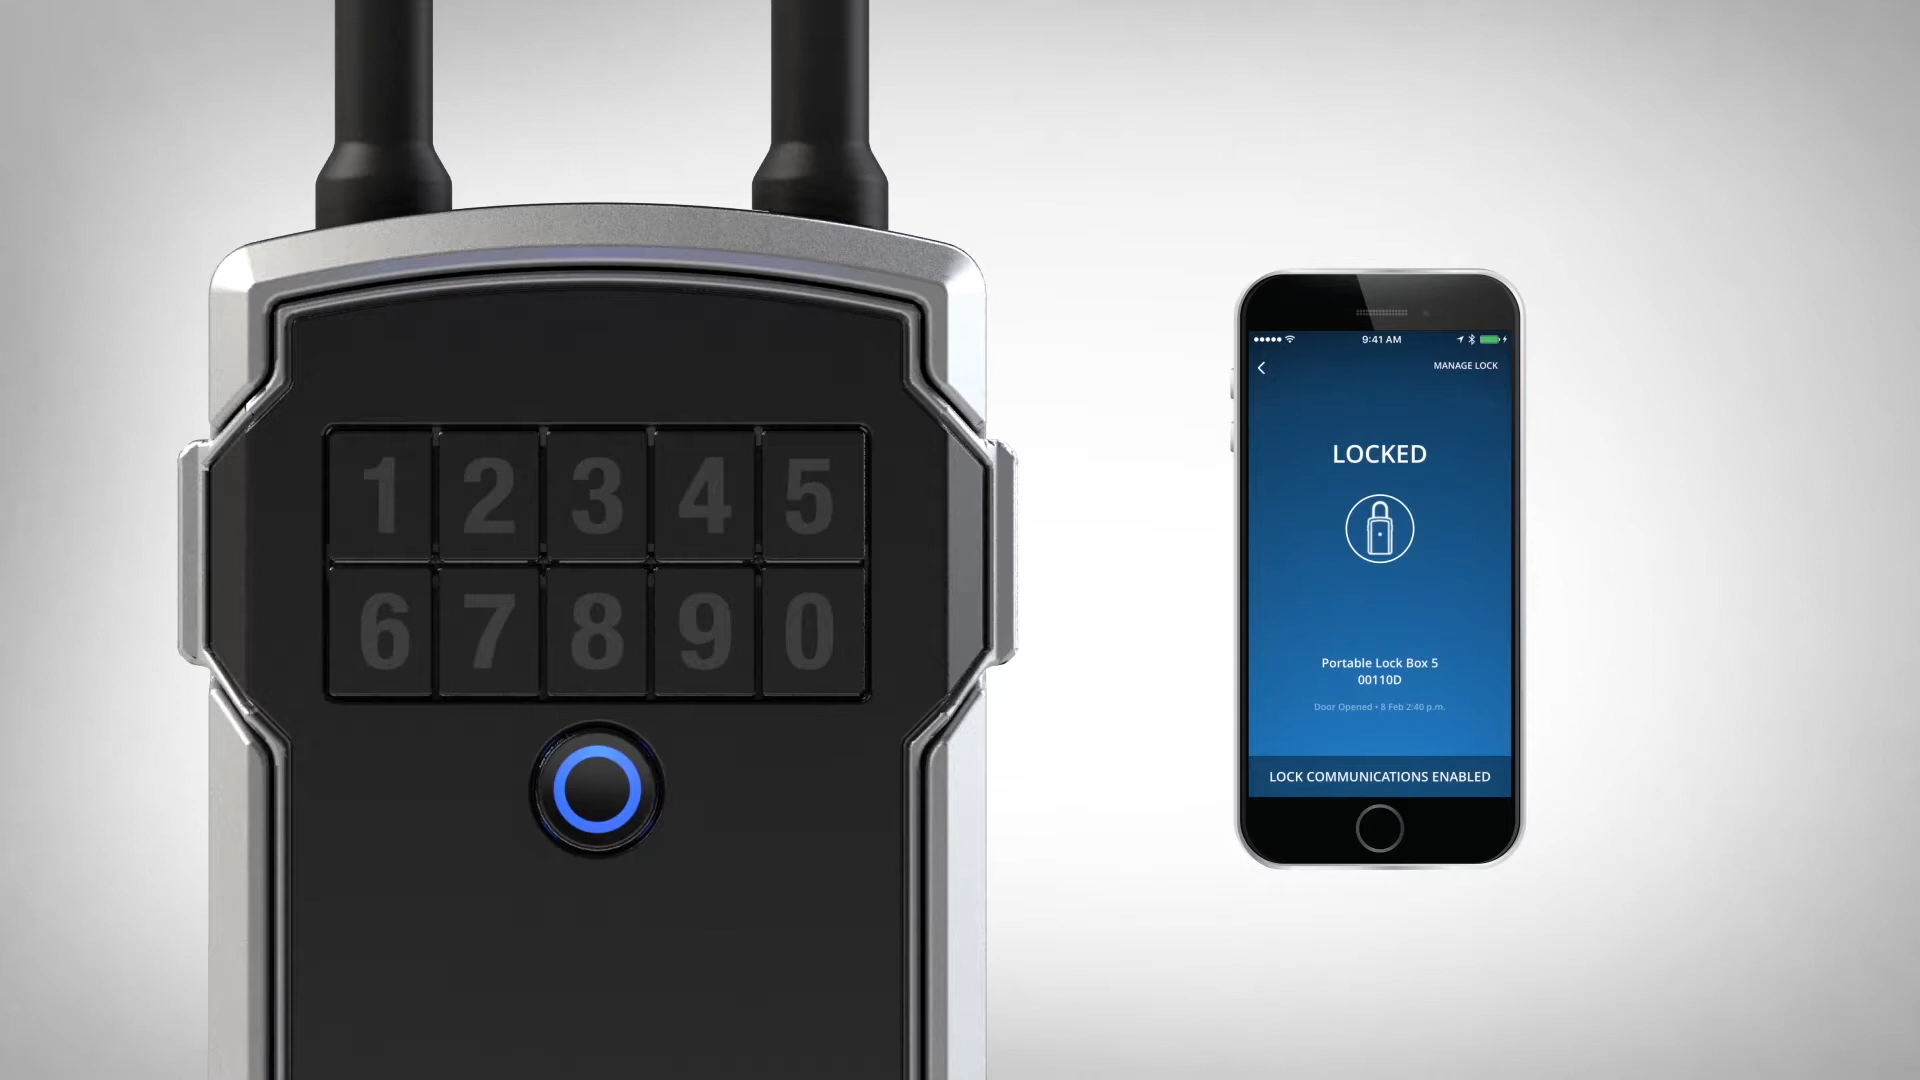 1 2 3 4 5
6 7 8 9 0
9:41 AM
MANAGE LOCK
LOCKED
Portable Lock Box 5
00110D
Door Opened • 8 Feb 2:40 p.m.
LOCK COMMUNICATIONS ENABLED